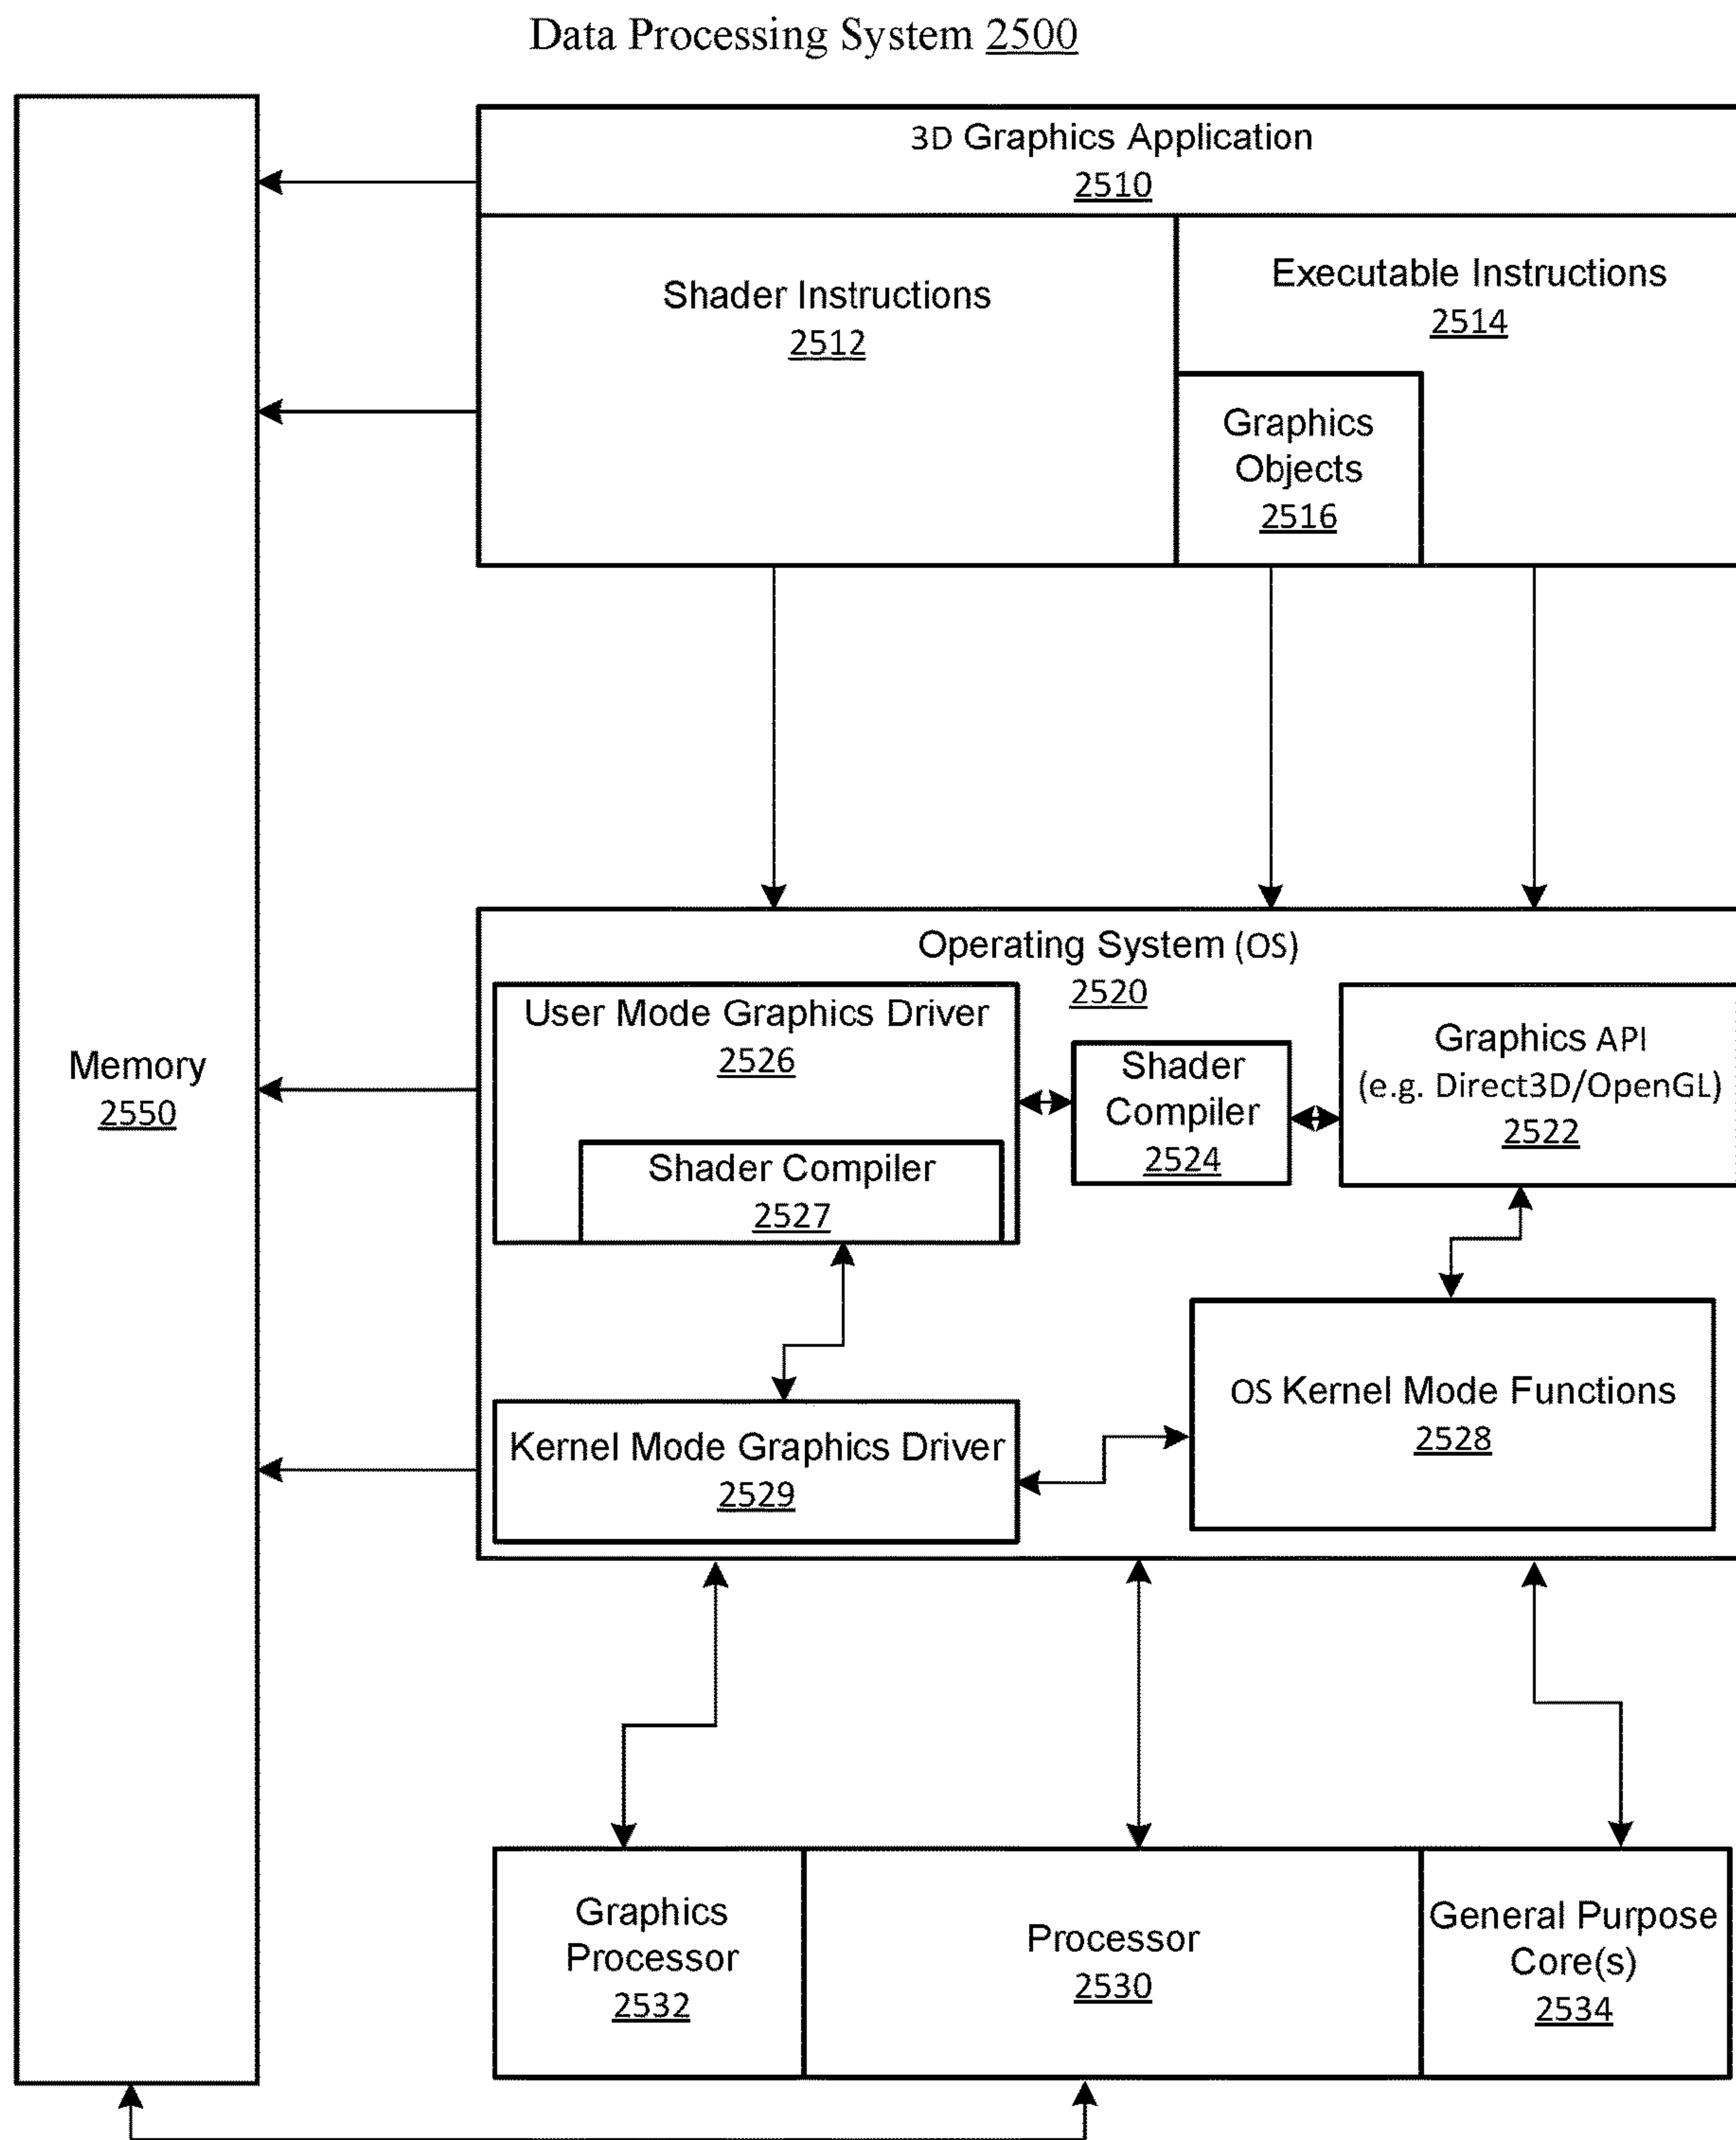 Data Processing System 2500
3D Graphics Application
2510
Shader Instructions
2512
Executable Instructions
2514
Graphics
Objects
2516
Operating System (OS)
2520
User Mode Graphics Driver
2526
Shader Compiler
2527
Shader
Compiler
2524
Graphics API
(e.g. Direct3D/OpenGL)
2522
Memory
2550
Kernel Mode Graphics Driver
2529
OS Kernel Mode Functions
2528
Graphics
Processor
2532
Processor
2530
General Purpose
Core(s)
2534